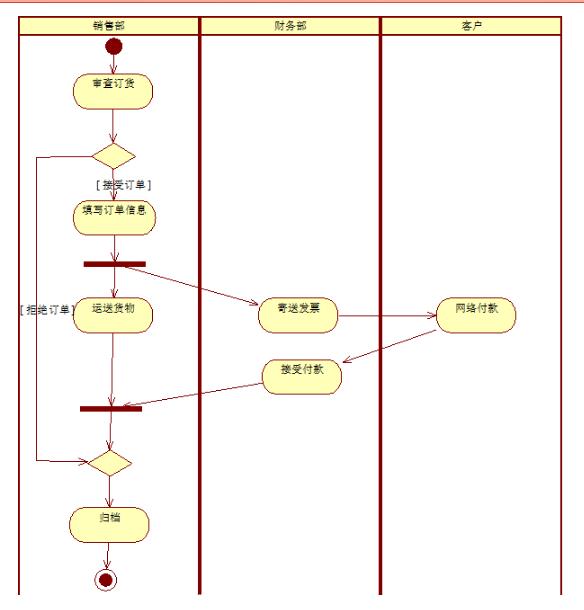 销售部
财务部
客户
审查订货
[接受订单]
填写订单信息
[拒绝订单]
运送货物
寄送发票
网络付款
接受付款
归档